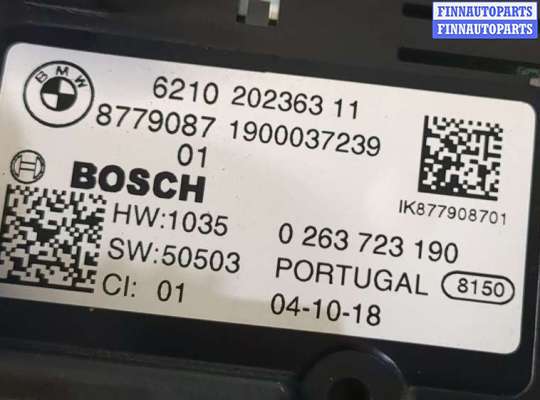 FINNAUTOPARTS
FINNAUTOPARTS
BMW
6210 202363 11
8779087 1900037239
01
IK877908701
BOSCH
HW:1035
0 263 723 190
SW:50503
PORTUGAL 8150
CI: 01
04-10-18